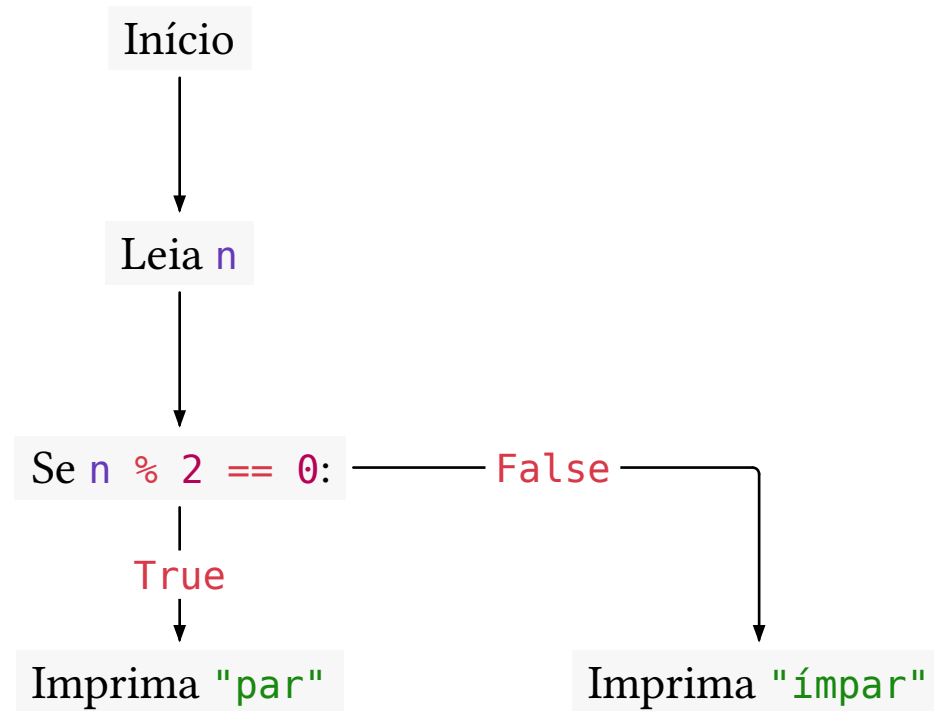 Início
Leia n
Se n % 2 == 0:
False
True
Imprima "par"
Imprima "ímpar"